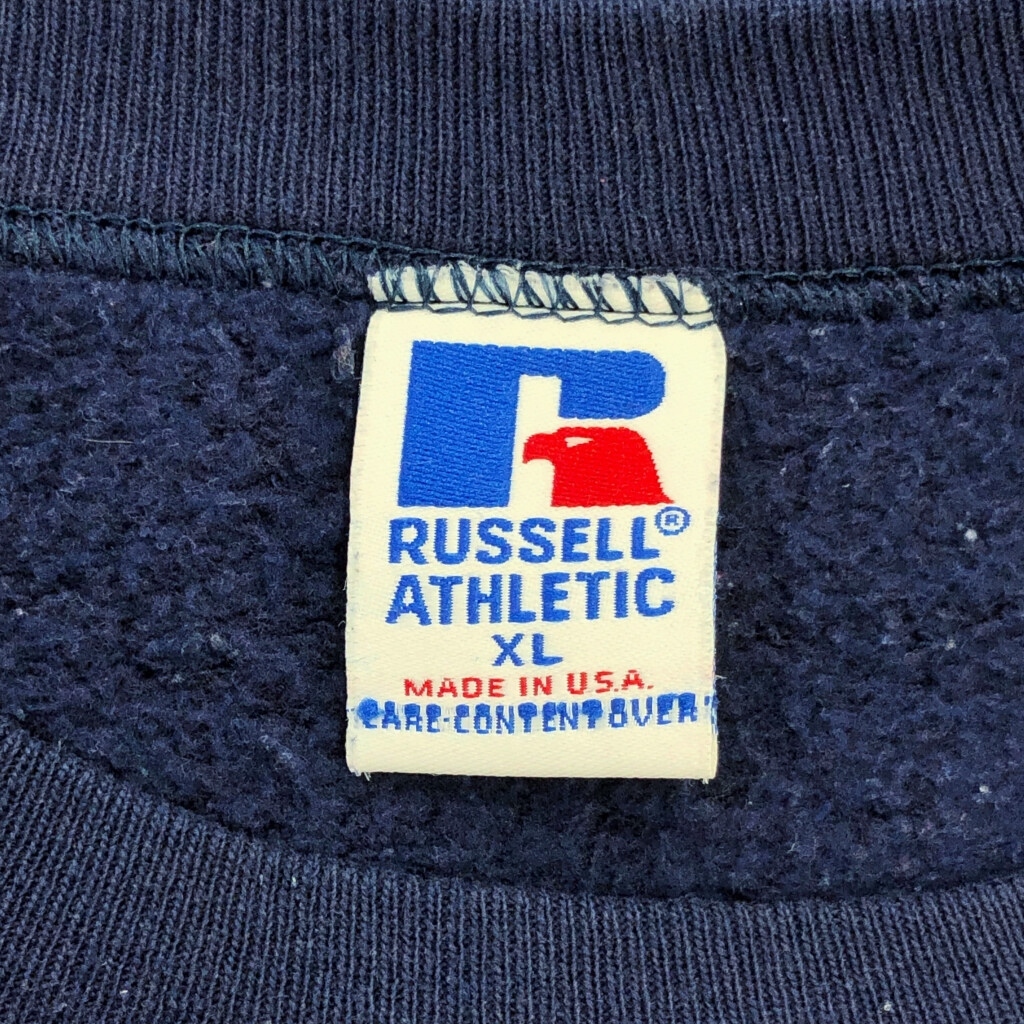 RUSSELL®
ATHLETIC
XL
MADE IN U.S.A.
CARE-CONTENT OVER